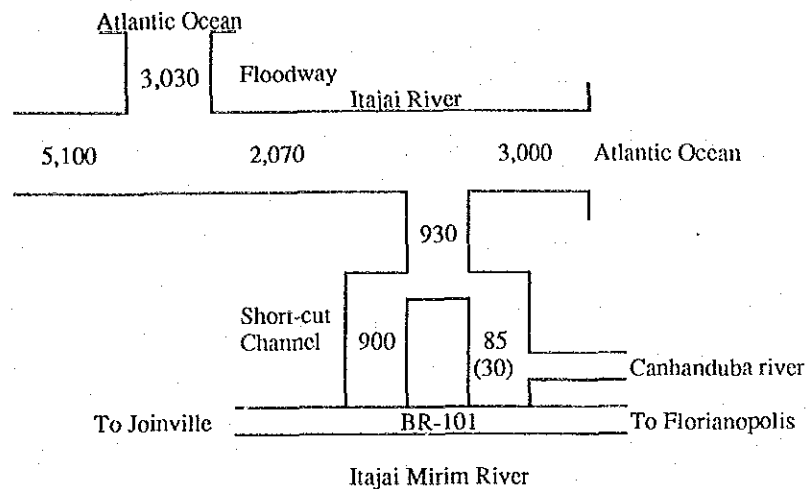 Atlantic Ocean
3,030
Floodway
Itajai River
5,100
2,070
3,000
Atlantic Ocean
930
Short-cut
Channel
900
85
(30)
Canhanduba river
To Joinville
BR-101
To Florianopolis
Itajai Mirim River